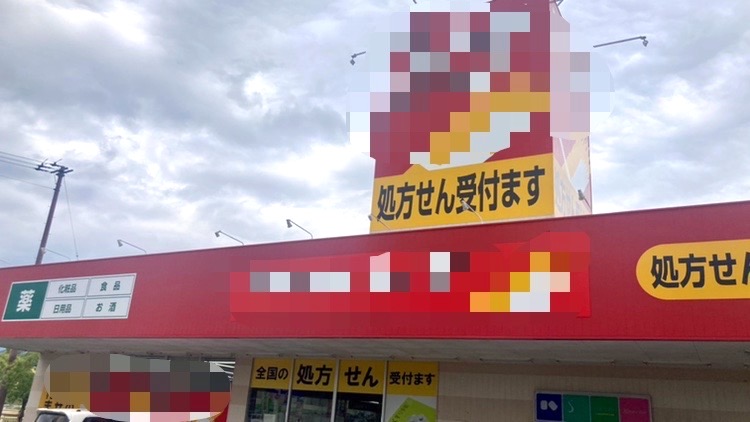 処方せん受付ます
薬
化粧品
食品
日用品
お酒
処方せん
全国の 処方 せん 受付ます